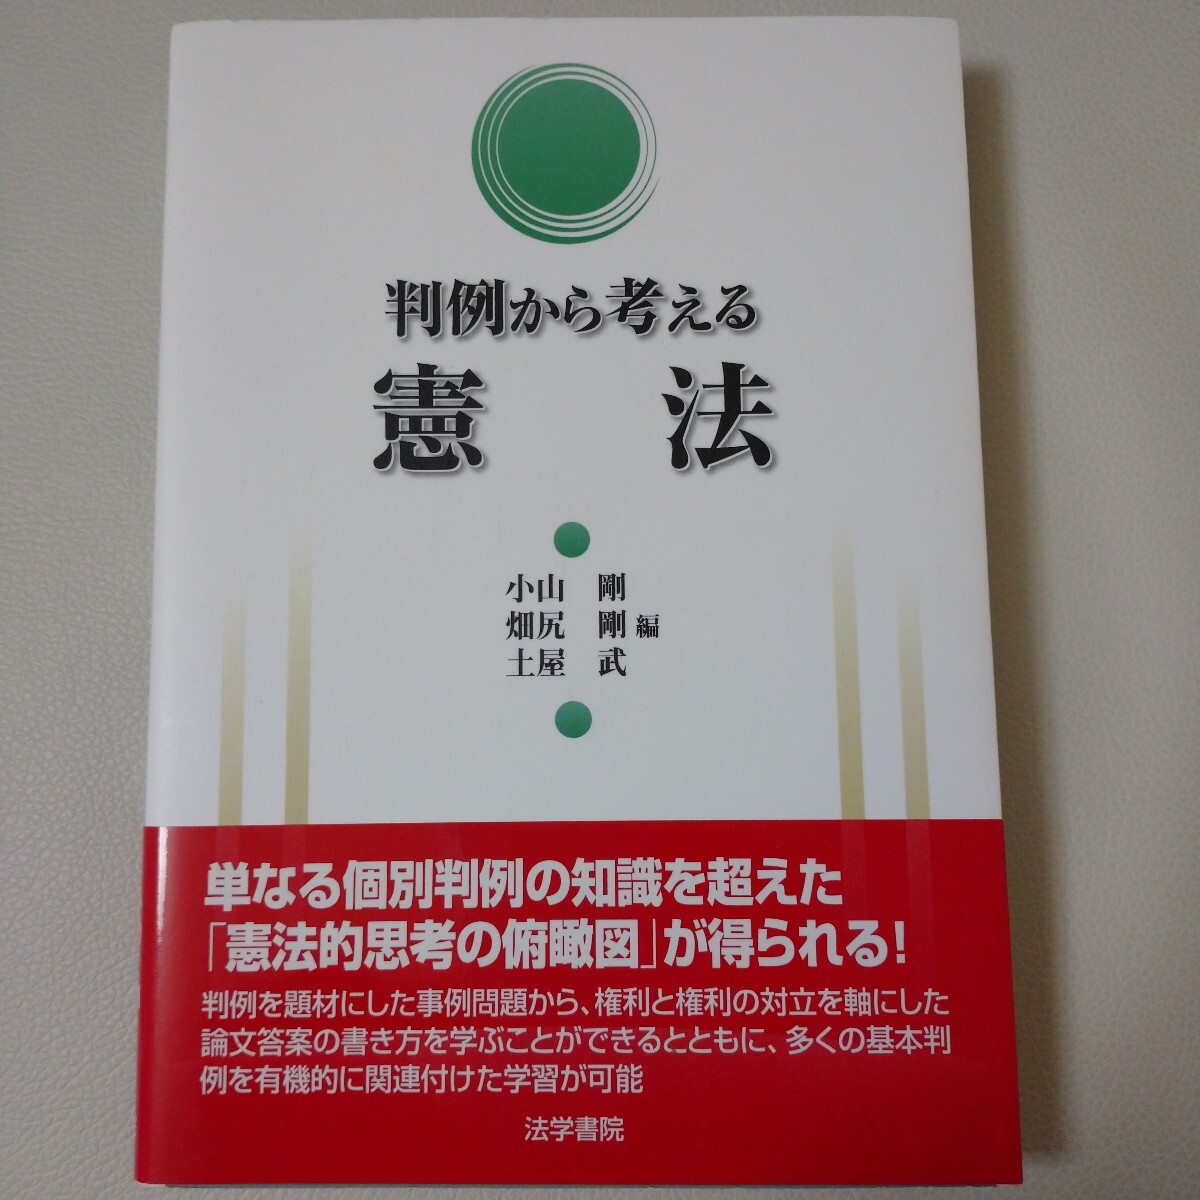 判例から考える
憲法
小山 剛
畑尻 剛 編
土屋 武
単なる個別判例の知識を超えた
「憲法的思考の俯瞰図」が得られる！
判例を題材にした事例問題から、権利と権利の対立を軸にした
論文答案の書き方を学ぶことができるとともに、多くの基本判
例を有機的に関連付けた学習が可能
法学書院